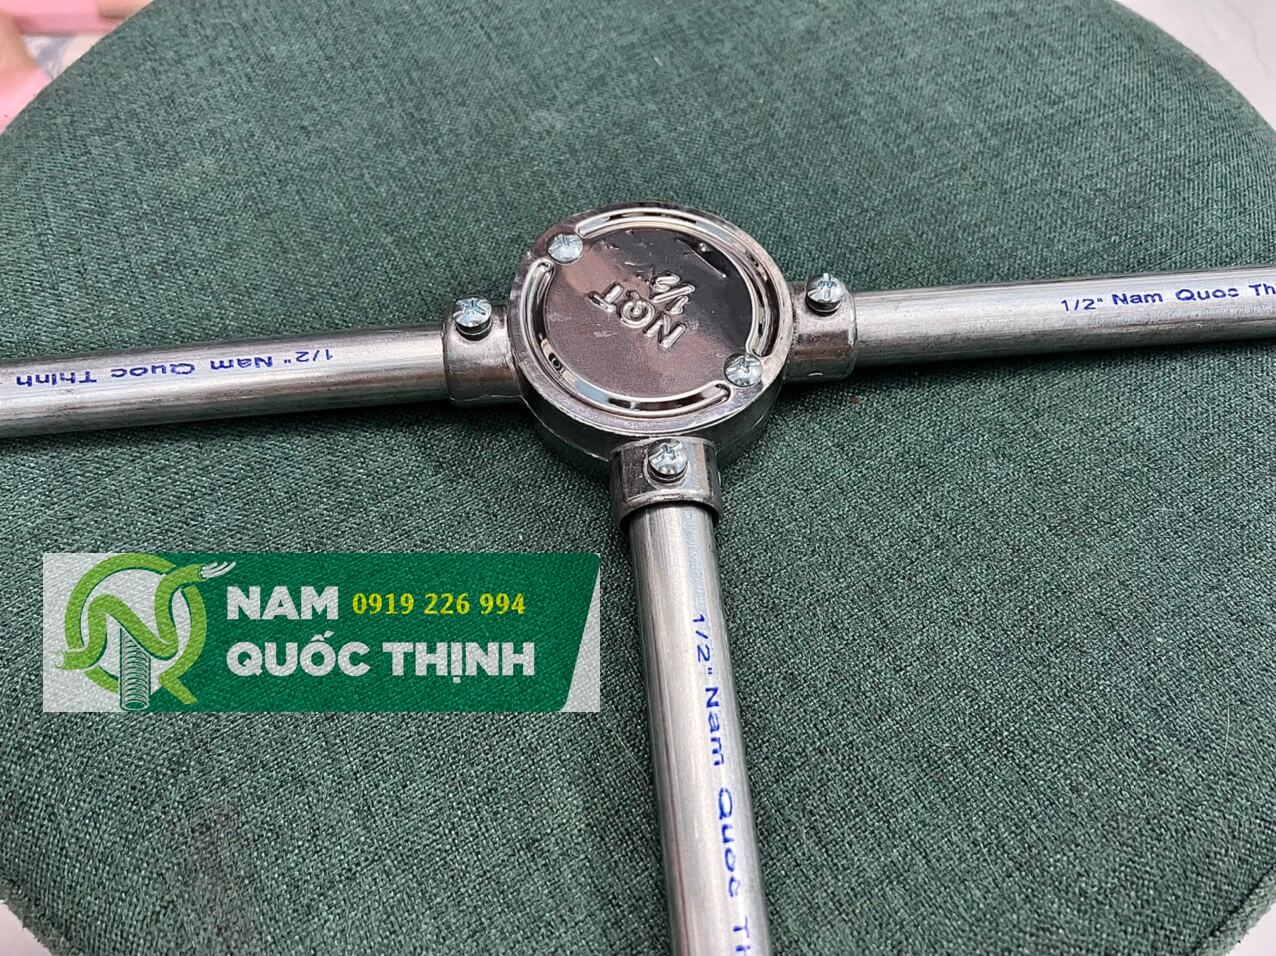 NQT
1/2
1/2" Nam Quoc Th
1/2" Nam Quoc Thinh
1/2" Nam Quoc Th
NAM 0919 226 994
QUỐC THỊNH